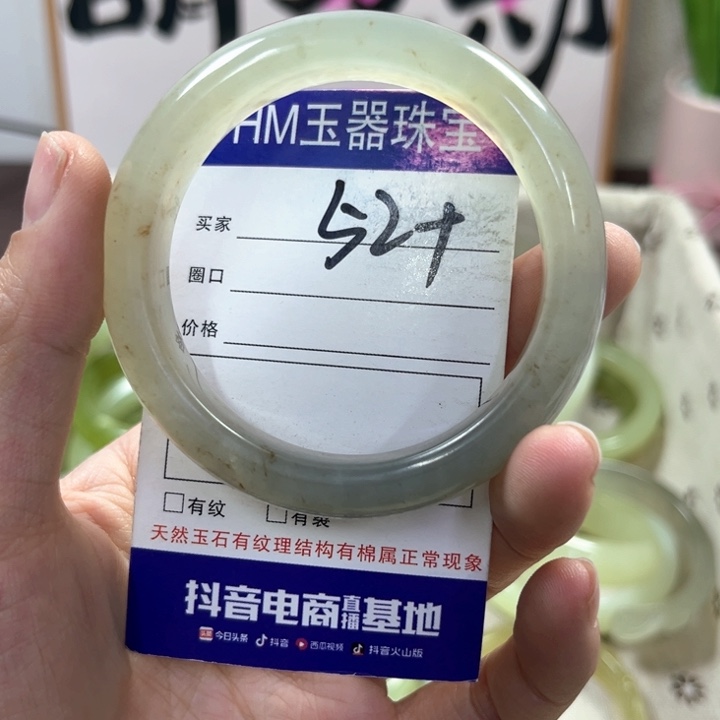 HM玉器珠宝
买家
524
圈口
价格
□有纹 □有裂
天然玉石有纹理结构有棉属正常现象
抖音电商直播基地
头条 今日头条 抖音 西瓜视频 抖音火山版